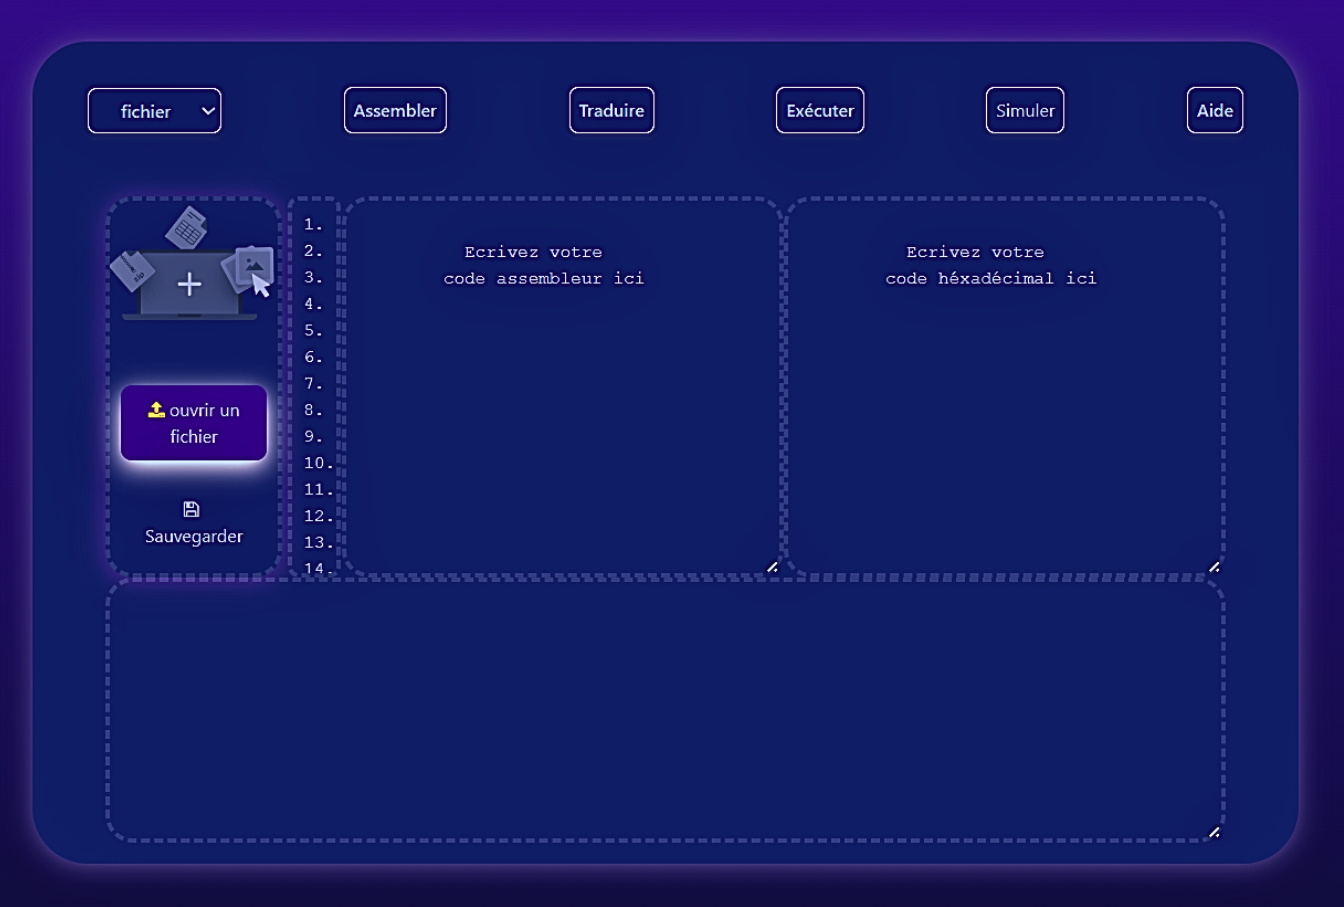 fichier
Assembler
Traduire
Exécuter
Simuler
Aide
zip
ouvrir un
fichier
Sauvegarder
1.
2.
3.
4.
5.
6.
7.
8.
9.
10.
11.
12.
13.
14.
Ecrivez votre
code assembleur ici
Ecrivez votre
code héxadécimal ici